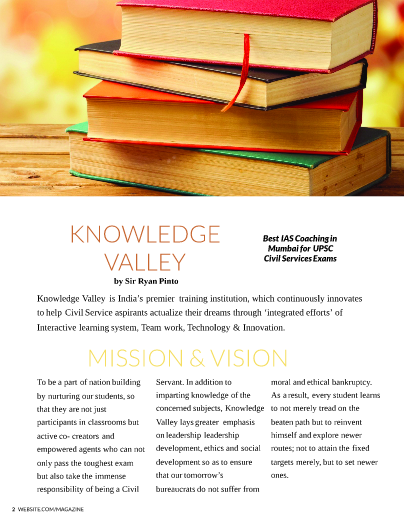 KNOWLEDGE
VALLEY
by Sir Ryan Pinto
Best IAS Coaching in
Mumbai for UPSC
Civil Services Exams
Knowledge Valley is India's premier training institution, which continuously innovates
to help Civil Service aspirants actualize their dreams through 'integrated efforts' of
Interactive learning system, Team work, Technology & Innovation.
MISSION & VISION
To be a part of nation building
by nurturing our students, so
that they are not just
participants in classrooms but
active co- creators and
empowered agents who can not
only pass the toughest exam
but also take the immense
responsibility of being a Civil
Servant. In addition to
imparting knowledge of the
concerned subjects, Knowledge
Valley lays greater emphasis
on leadership leadership
development, ethics and social
development so as to ensure
that our tomorrow's
bureaucrats do not suffer from
moral and ethical bankruptcy.
As a result, every student learns
to not merely tread on the
beaten path but to reinvent
himself and explore newer
routes; not to attain the fixed
targets merely, but to set newer
ones.
2 WEBSITE.COM/MAGAZINE